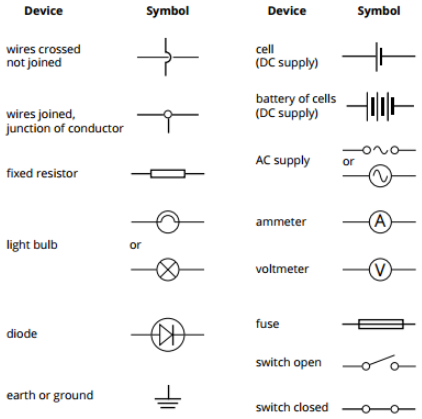 Device Symbol
wires crossed
not joined
wires joined,
junction of conductor
fixed resistor
light bulb
or
diode
earth or ground
Device Symbol
cell
(DC supply)
battery of cells
(DC supply)
AC supply
or
ammeter
A
voltmeter
V
fuse
switch open
switch closed